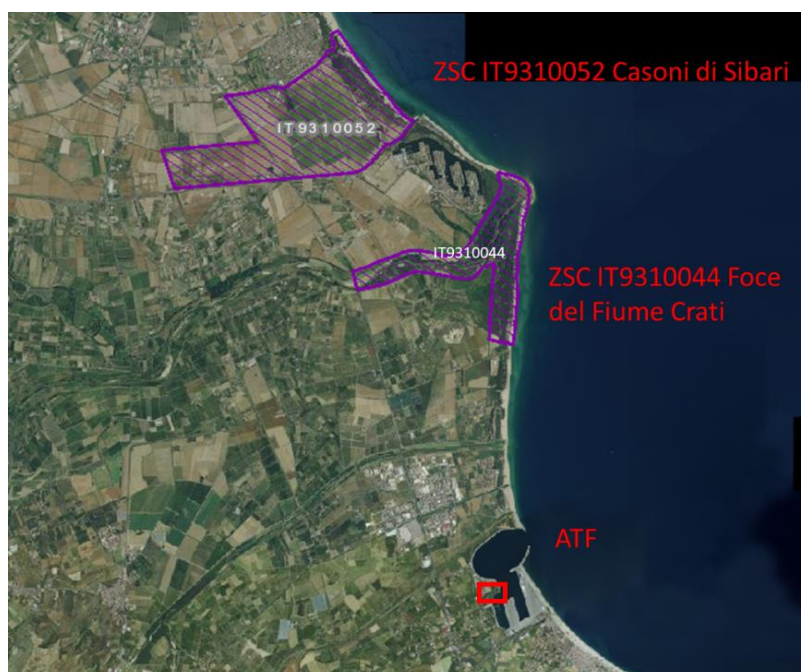 ZSC IT9310052 Casoni di Sibari
IT9310052
IT9310044
ZSC IT9310044 Foce
del Fiume Crati
ATF